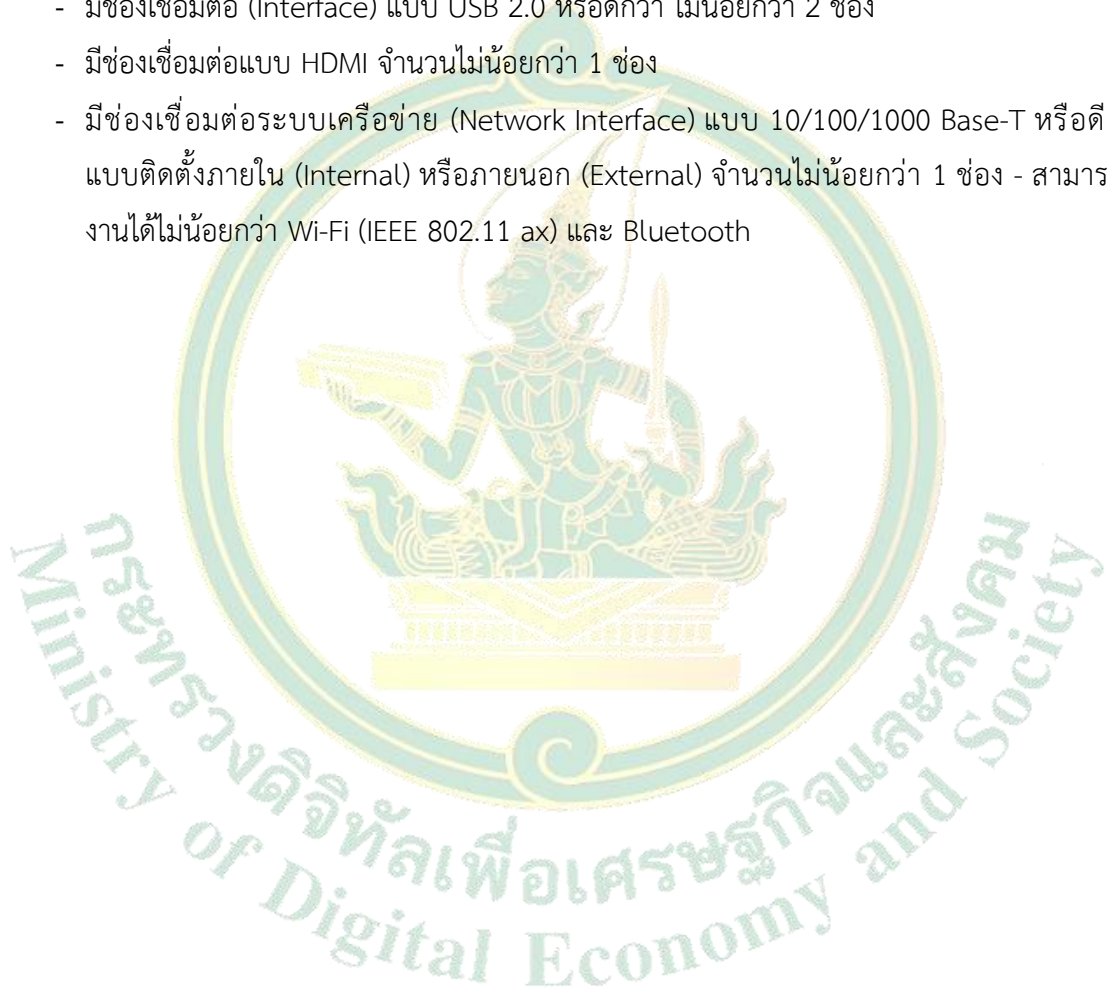 - มีช่องเชื่อมต่อ (Interface) แบบ USB 2.0 หรือดีกว่า ไม่น้อยกว่า 2 ช่อง
- มีช่องเชื่อมต่อแบบ HDMI จำนวนไม่น้อยกว่า 1 ช่อง
- มีช่องเชื่อมต่อระบบเครือข่าย (Network Interface) แบบ 10/100/1000 Base-T หรือดี
แบบติดตั้งภายใน (Internal) หรือภายนอก (External) จำนวนไม่น้อยกว่า 1 ช่อง - สามาร
งานได้ไม่น้อยกว่า Wi-Fi (IEEE 802.11 ax) และ Bluetooth
กระทรวงดิจิทัลเพื่อเศรษฐกิจและสังคม
Ministry of Digital Economy and Society